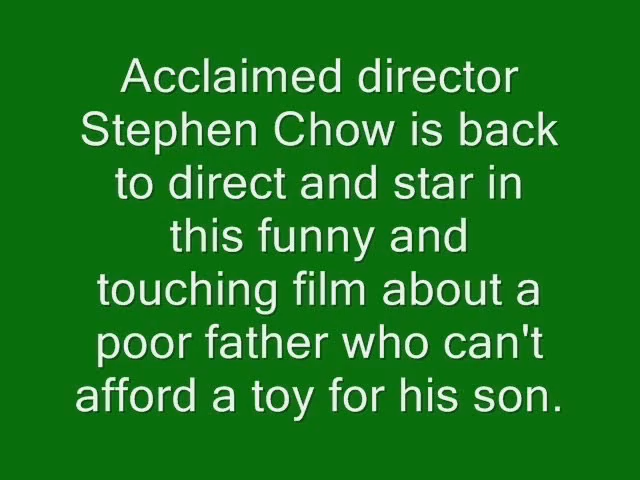 Acclaimed director
Stephen Chow is back
to direct and star in
this funny and
touching film about a
poor father who can't
afford a toy for his son.